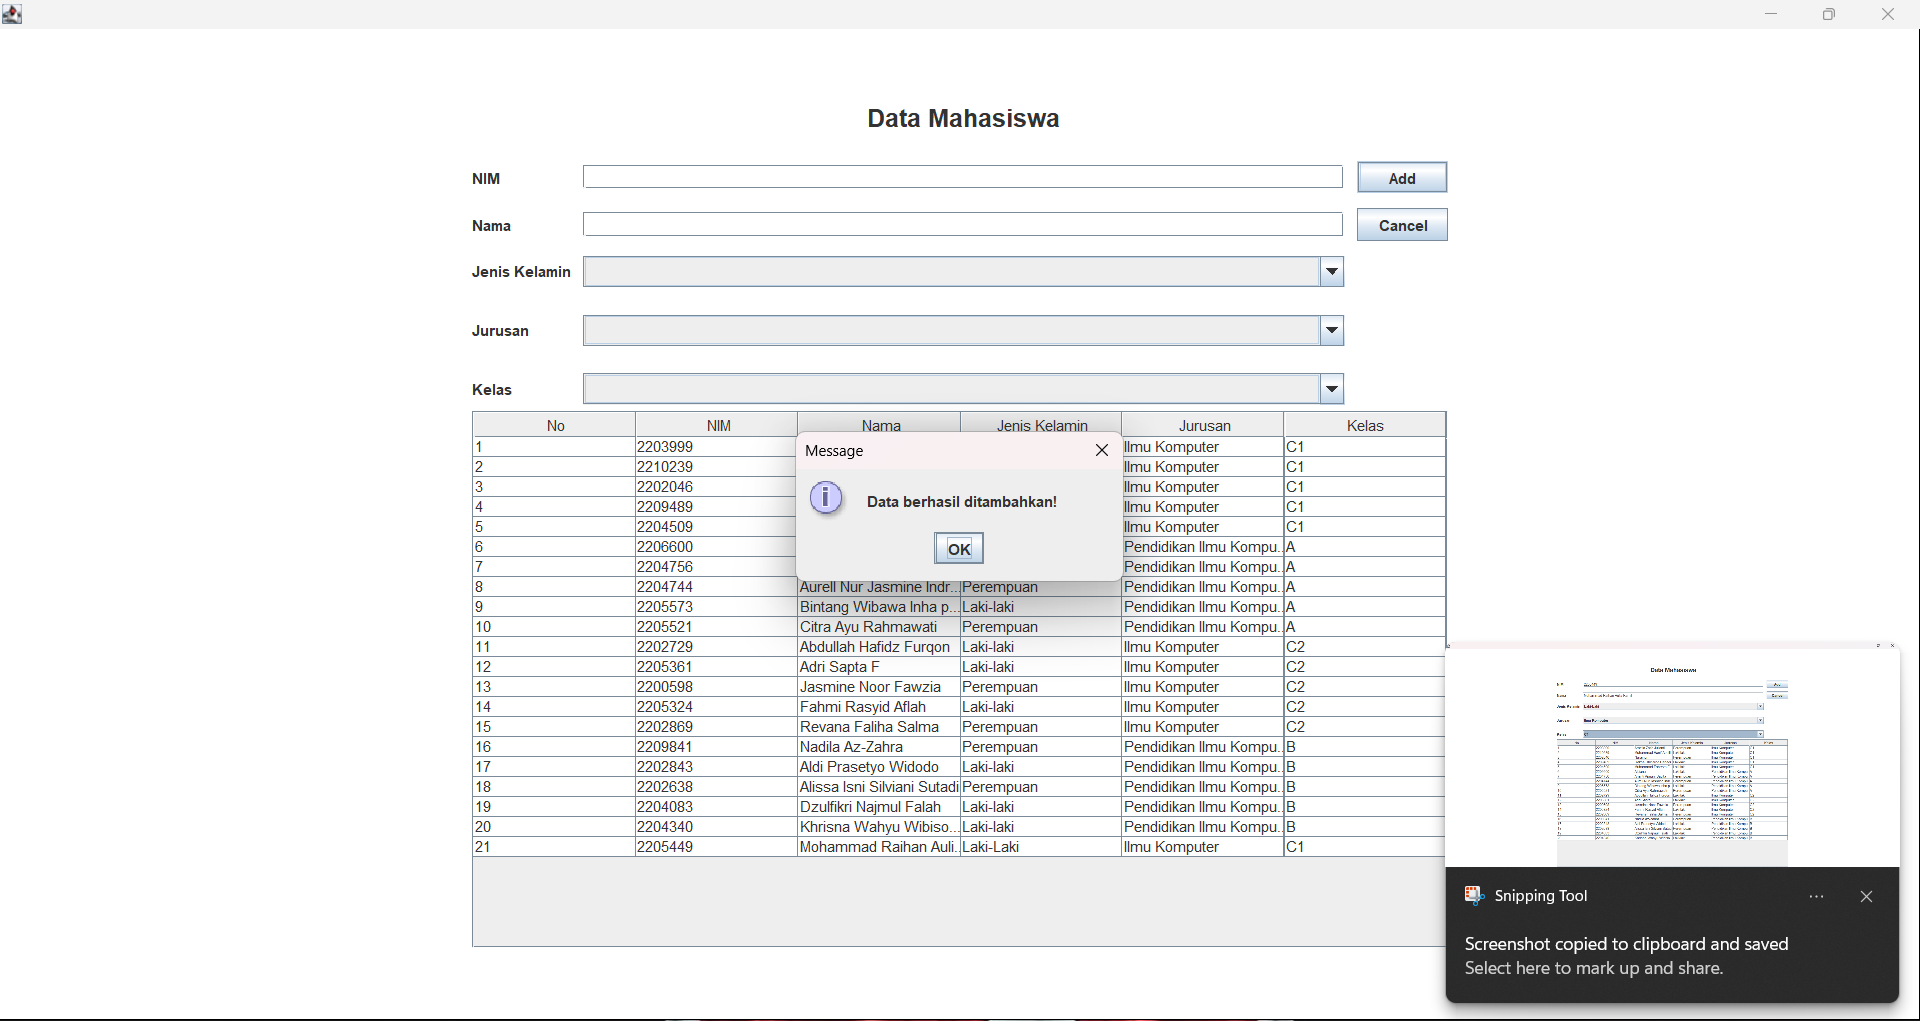 Data Mahasiswa
NIM
Add
Nama
Cancel
Jenis Kelamin
Jurusan
Kelas
No NIM Nama Jenis Kelamin Jurusan Kelas
1 2203999 Ilmu Komputer C1
2 2210239 Ilmu Komputer C1
3 2202046 Ilmu Komputer C1
4 2209489 Ilmu Komputer C1
5 2204509 Ilmu Komputer C1
6 2206600 Pendidikan Ilmu Kompu... A
7 2204756 Pendidikan Ilmu Kompu... A
8 2204744 Aurell Nur Jasmine Indr... Perempuan Pendidikan Ilmu Kompu... A
9 2205573 Bintang Wibawa Inha p... Laki-laki Pendidikan Ilmu Kompu... A
10 2205521 Citra Ayu Rahmawati Perempuan Pendidikan Ilmu Kompu... A
11 2202729 Abdullah Hafidz Furqon Laki-laki Ilmu Komputer C2
12 2205361 Adri Sapta F Laki-laki Ilmu Komputer C2
13 2200598 Jasmine Noor Fawzia Perempuan Ilmu Komputer C2
14 2205324 Fahmi Rasyid Aflah Laki-laki Ilmu Komputer C2
15 2202869 Revana Faliha Salma Perempuan Ilmu Komputer C2
16 2209841 Nadila Az-Zahra Perempuan Pendidikan Ilmu Kompu... B
17 2202843 Aldi Prasetyo Widodo Laki-laki Pendidikan Ilmu Kompu... B
18 2202638 Alissa Isni Silviani Sutadi Perempuan Pendidikan Ilmu Kompu... B
19 2204083 Dzulfikri Najmul Falah Laki-laki Pendidikan Ilmu Kompu... B
20 2204340 Khrisna Wahyu Wibiso... Laki-laki Pendidikan Ilmu Kompu... B
21 2205449 Mohammad Raihan Auli... Laki-Laki Ilmu Komputer C1
Message
Data berhasil ditambahkan!
OK
Data Mahasiswa
Snipping Tool
Screenshot copied to clipboard and saved
Select here to mark up and share.